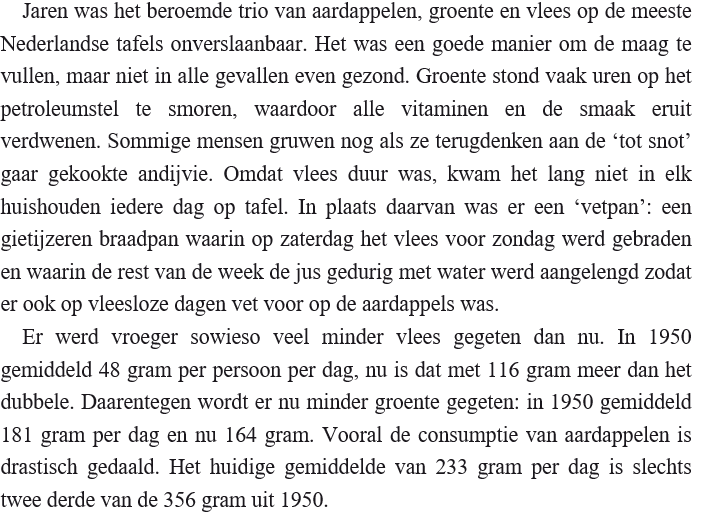 Jaren was het beroemde trio van aardappelen, groente en vlees op de meeste
Nederlandse tafels onverslaanbaar. Het was een goede manier om de maag te
vullen, maar niet in alle gevallen even gezond. Groente stond vaak uren op het
petroleumstel te smoren, waardoor alle vitaminen en de smaak eruit
verdwenen. Sommige mensen gruwen nog als ze terugdenken aan de ‘tot snot’
gaar gekookte andijvie. Omdat vlees duur was, kwam het lang niet in elk
huishouden iedere dag op tafel. In plaats daarvan was er een ‘vetpan’: een
gietijzeren braadpan waarin op zaterdag het vlees voor zondag werd gebraden
en waarin de rest van de week de jus gedurig met water werd aangelengd zodat
er ook op vleesloze dagen vet voor op de aardappels was.
Er werd vroeger sowieso veel minder vlees gegeten dan nu. In 1950
gemiddeld 48 gram per persoon per dag, nu is dat met 116 gram meer dan het
dubbele. Daarentegen wordt er nu minder groente gegeten: in 1950 gemiddeld
181 gram per dag en nu 164 gram. Vooral de consumptie van aardappelen is
drastisch gedaald. Het huidige gemiddelde van 233 gram per dag is slechts
twee derde van de 356 gram uit 1950.